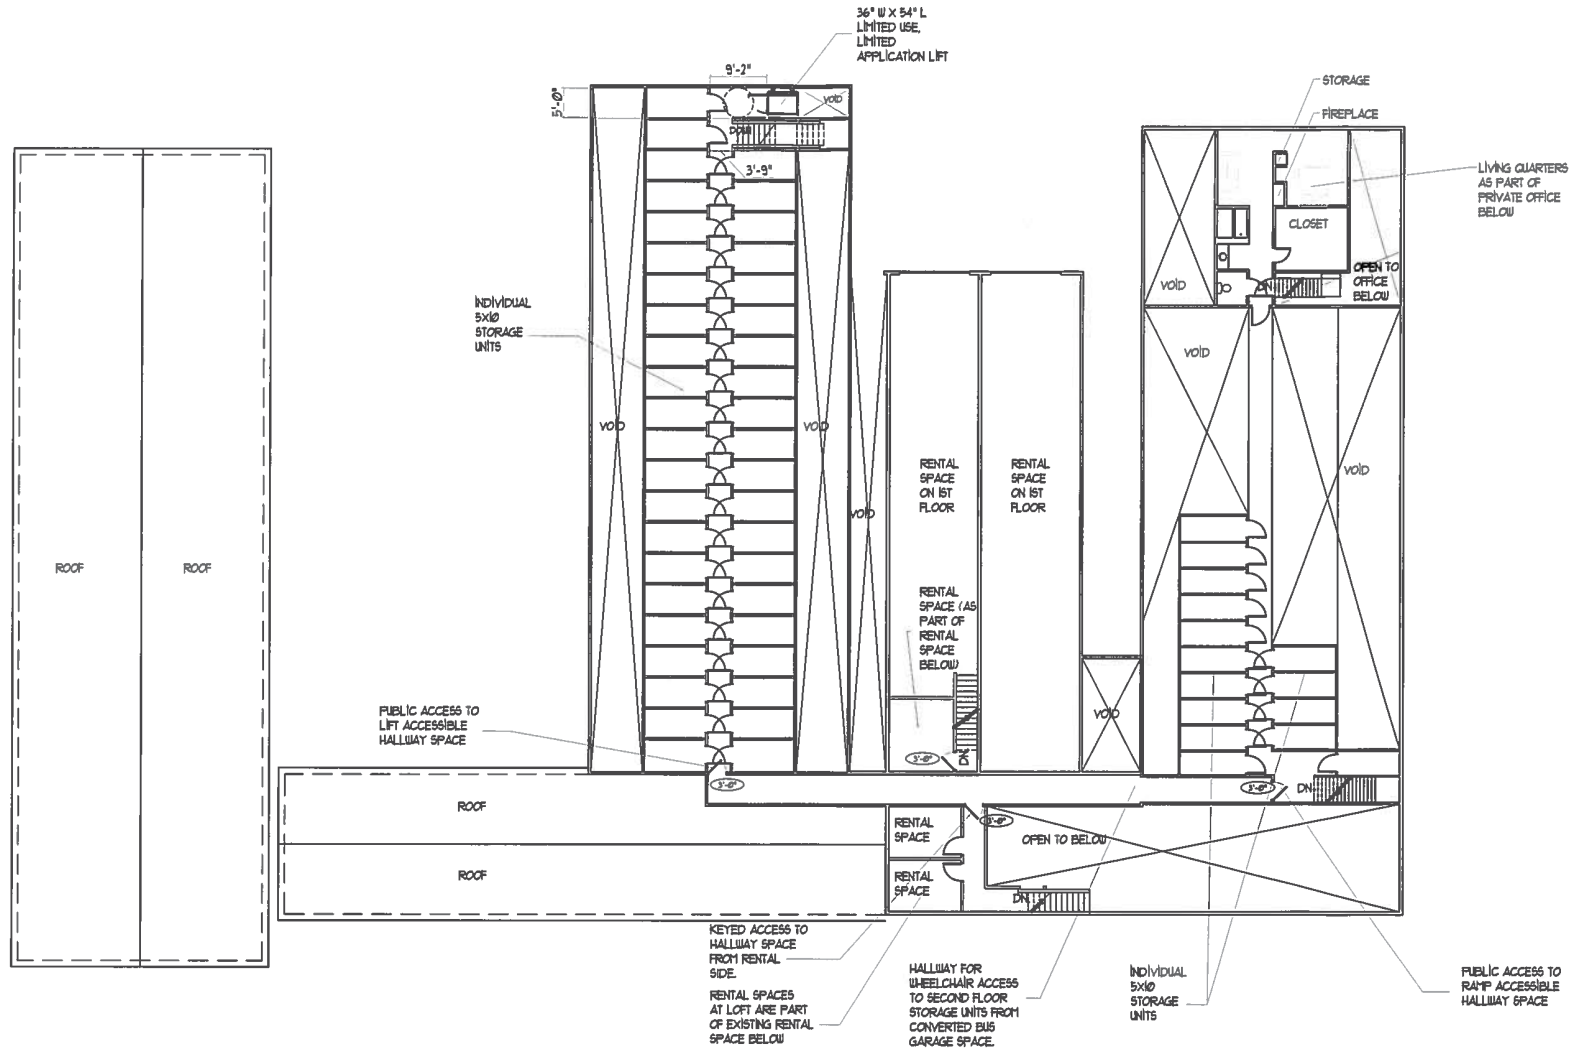 36" W X 54" L
LIMITED USE,
LIMITED
APPLICATION LIFT
9'-2"
5'-0"
VOID
DOWN
3'-9"
STORAGE
FIREPLACE
LIVING QUARTERS
AS PART OF
PRIVATE OFFICE
BELOW
CLOSET
OPEN TO
OFFICE
BELOW
DN
VOID
INDIVIDUAL
5X10
STORAGE
UNITS
VOID
VOID
VOID
VOID
VOID
RENTAL
SPACE
ON 1ST
FLOOR
RENTAL
SPACE
ON 1ST
FLOOR
ROOF
ROOF
RENTAL
SPACE (AS
PART OF
RENTAL
SPACE
BELOW)
VOID
PUBLIC ACCESS TO
LIFT ACCESSIBLE
HALLWAY SPACE
3'-0"
3'-0"
DN
3'-0"
DN
ROOF
ROOF
RENTAL
SPACE
RENTAL
SPACE
3'-0"
OPEN TO BELOW
DN
KEYED ACCESS TO
HALLWAY SPACE
FROM RENTAL
SIDE.
RENTAL SPACES
AT LOFT ARE PART
OF EXISTING RENTAL
SPACE BELOW
HALLWAY FOR
WHEELCHAIR ACCESS
TO SECOND FLOOR
STORAGE UNITS FROM
CONVERTED BUS
GARAGE SPACE.
INDIVIDUAL
5X10
STORAGE
UNITS
PUBLIC ACCESS TO
RAMP ACCESSIBLE
HALLWAY SPACE